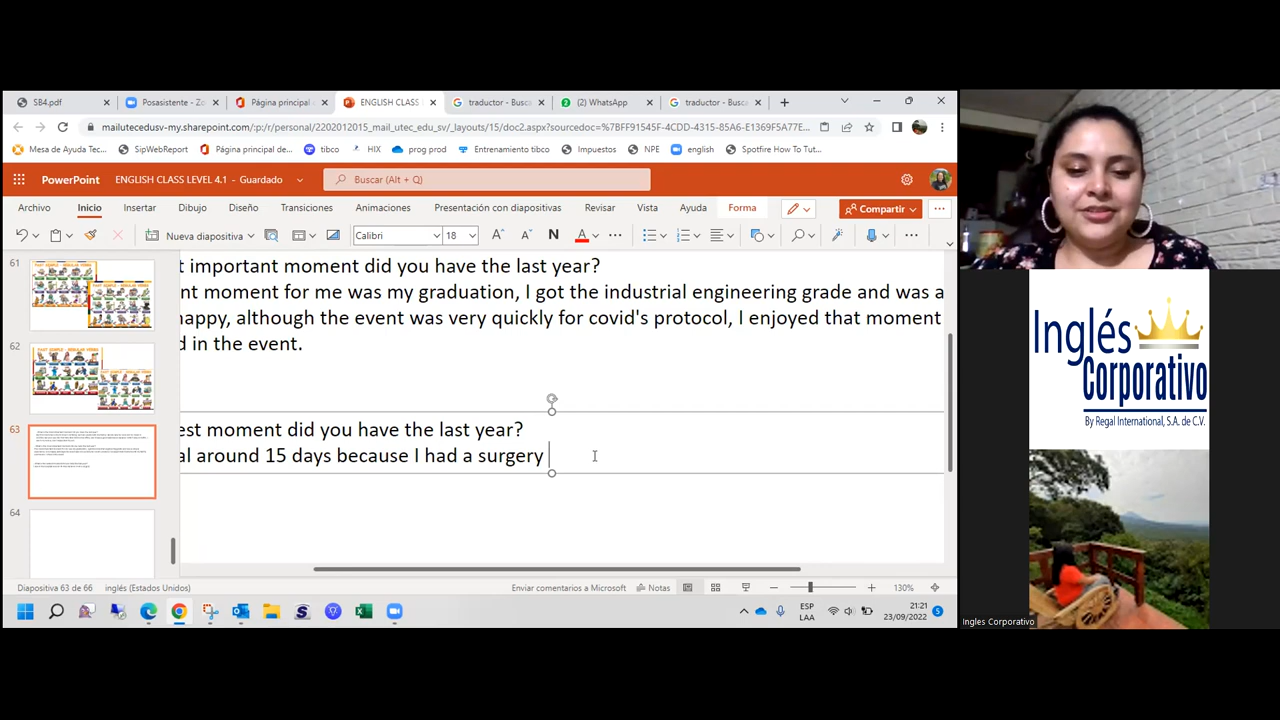 SB4.pdf
Posasistente - Zo
Página principal d
ENGLISH CLASS
traductor - Busca
(2) WhatsApp
traductor - Busca
mailutecedusv-my.sharepoint.com/:p:/r/personal/2202012015_mail_utec_edu_sv/_layouts/15/doc2.aspx?sourcedoc=%7BFF91545F-4CDD-4315-85A6-E1369F5A77E...
Mesa de Ayuda Tec...
SipWebReport
Página principal de...
tibco
HIX
prog prod
Entrenamiento tibco
Impuestos
NPE
english
Spotfire How To Tut...
PowerPoint
ENGLISH CLASS LEVEL 4.1 - Guardado
Buscar (Alt + Q)
Archivo
Inicio
Insertar
Dibujo
Diseño
Transiciones
Animaciones
Presentación con diapositivas
Revisar
Vista
Ayuda
Forma
Compartir
Nueva diapositiva
Calibri
18
N
A
61
62
63
64
t important moment did you have the last year?
nt moment for me was my graduation, I got the industrial engineering grade and was a
happy, although the event was very quickly for covid's protocol, I enjoyed that moment
d in the event.
est moment did you have the last year?
al around 15 days because I had a surgery
Diapositiva 63 de 66
inglés (Estados Unidos)
Enviar comentarios a Microsoft
Notas
130%
ESP
LAA
21:21
23/09/2022
5
Inglés
Corporativo
By Regal International, S.A. de C.V.
Ingles Corporativo